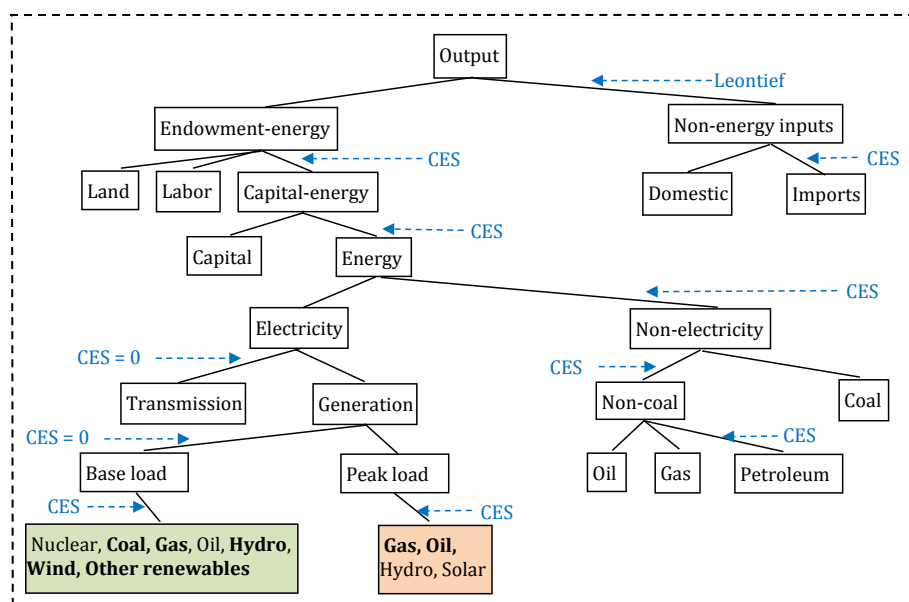 Output
Leontief
Endowment-energy
Non-energy inputs
CES
CES
Land
Labor
Capital-energy
Domestic
Imports
CES
Capital
Energy
CES
Electricity
Non-electricity
CES = 0
CES
Transmission
Generation
Non-coal
Coal
CES = 0
CES
Base load
Peak load
Oil
Gas
Petroleum
CES
CES
Nuclear, Coal, Gas, Oil, Hydro,
Wind, Other renewables
Gas, Oil,
Hydro, Solar